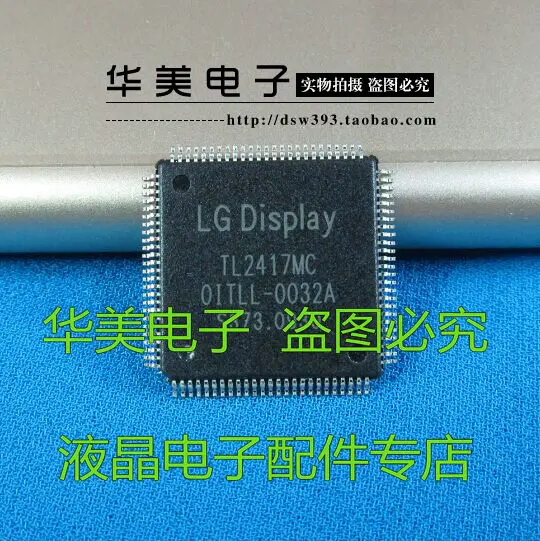 华美电子 实物拍摄 盗图必究
http://dsw393.taobao.com
LG Display
TL2417MC
OITLL-0032A
华美电子 盗图必究
液晶电子配件专店